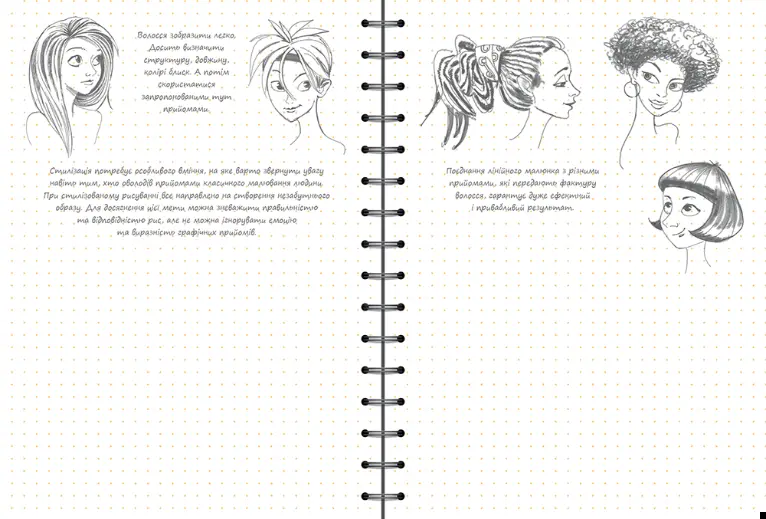 Волосся зобразити легко.
Досить визначити
структуру, довжину,
колір і блиск. А потім
скористатися
запропонованими тут
прийомами.
Стилізація потребує особливого вміння, на яке варто звернути увагу
навіть тим, хто оволодів прийомами класичного малювання людини.
При стилізованому рисуванні все направлено на створення незабутнього
образу. Для досягнення цієї мети можна зневажити правильністю
та відповідністю рис, але не можна ігнорувати емоцію
та виразність графічних прийомів.
Поєднання лінійного малюнка з різними
прийомами, які передають фактуру
волосся, гарантує дуже ефектний
і привабливий результат.